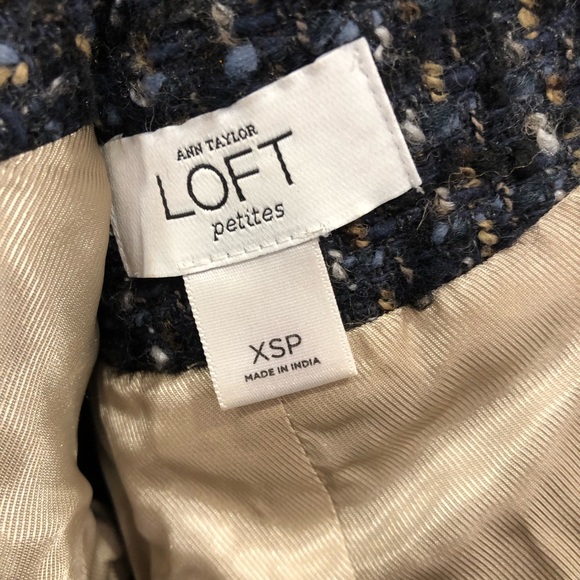 ANN TAYLOR
LOFT
petites
XSP
MADE IN INDIA